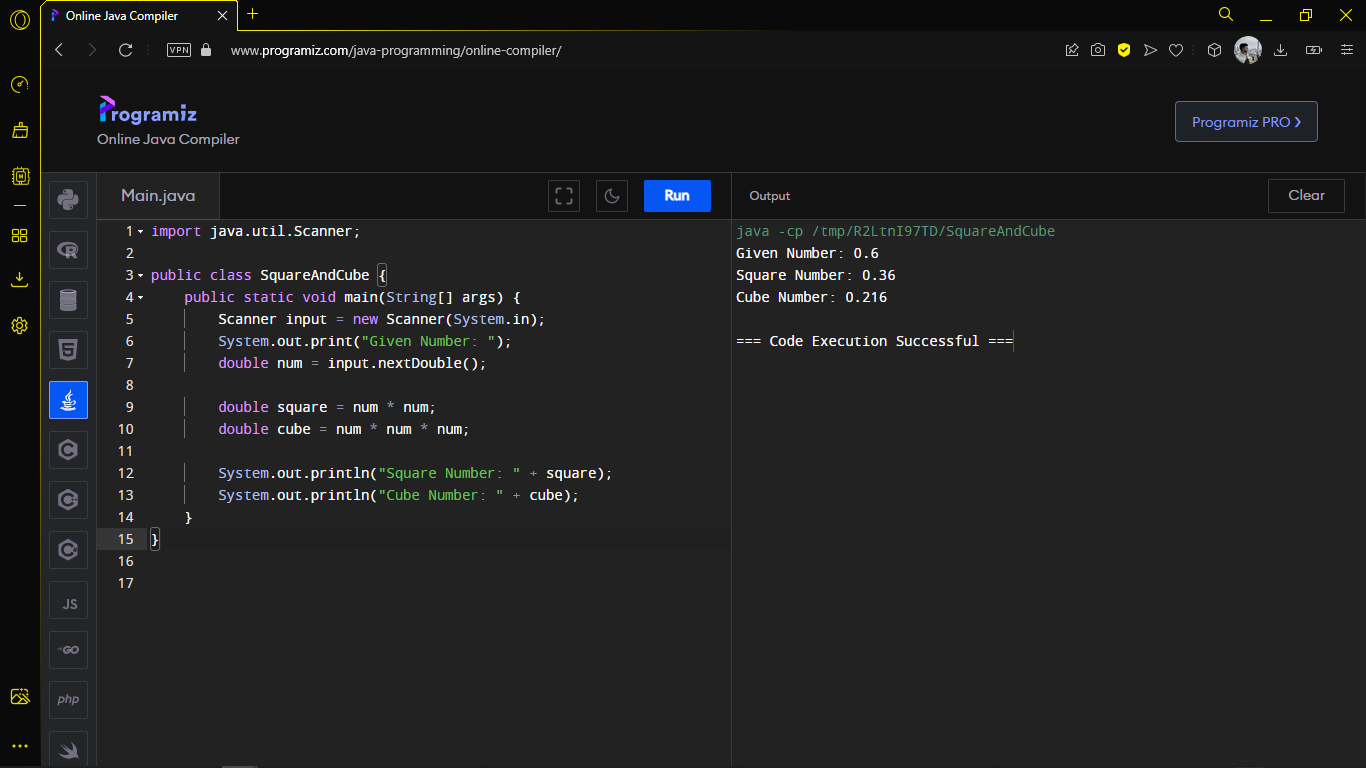 Online Java Compiler
VPN
www.programiz.com/java-programming/online-compiler/
Programiz
Online Java Compiler
Programiz PRO ❯
Main.java
Run
Output
Clear
1 import java.util.Scanner;
2
3 public class SquareAndCube {
4 public static void main(String[] args) {
5 Scanner input = new Scanner(System.in);
6 System.out.print("Given Number: ");
7 double num = input.nextDouble();
8
9 double square = num * num;
10 double cube = num * num * num;
11
12 System.out.println("Square Number: " + square);
13 System.out.println("Cube Number: " + cube);
14 }
15 }
16
17
java -cp /tmp/R2LtnI97TD/SquareAndCube
Given Number: 0.6
Square Number: 0.36
Cube Number: 0.216
=== Code Execution Successful ===
R
5
C
C
C
JS
GO
php
M